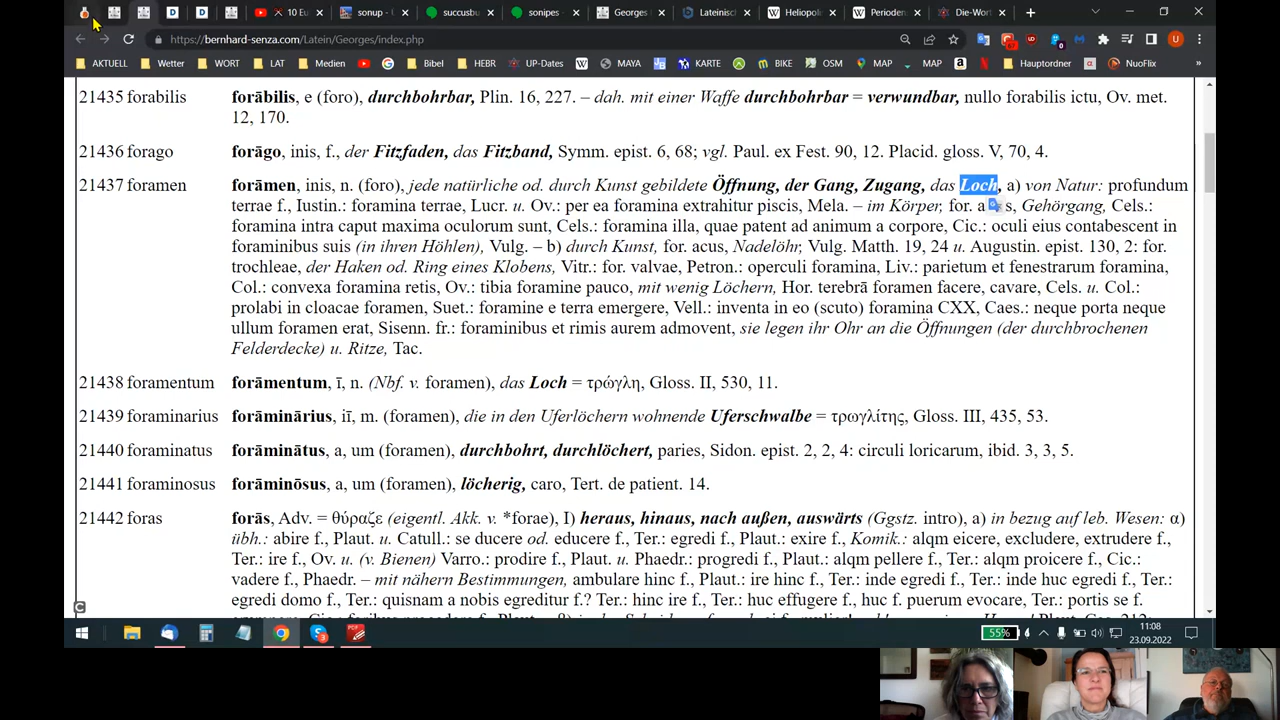 10 Eu
sonup -
succusbu
sonipes -
Georges
Lateinisch
Heliopol
Periodem
Die-Wort
https://bernhard-senza.com/Latein/Georges/index.php
AKTUELL
Wetter
WORT
LAT
Medien
Bibel
HEBR
UP-Dates
MAYA
KARTE
BIKE
OSM
MAP
MAP
Hauptordner
NuoFlix
21435 forabilis forābilis, e (foro), durchbohrbar, Plin. 16, 227. – dah. mit einer Waffe durchbohrbar = verwundbar, nullo forabilis ictu, Ov. met.
12, 170.
21436 forago forāgo, inis, f., der Fitzfaden, das Fitzband, Symm. epist. 6, 68; vgl. Paul. ex Fest. 90, 12. Placid. gloss. V, 70, 4.
21437 foramen forāmen, inis, n. (foro), jede natürliche od. durch Kunst gebildete Öffnung, der Gang, Zugang, das Loch, a) von Natur: profundum
terrae f., Iustin.: foramina terrae, Lucr. u. Ov.: per ea foramina extrahitur piscis, Mela. – im Körper, for. a s, Gehörgang, Cels.:
foramina intra caput maxima oculorum sunt, Cels.: foramina illa, quae patent ad animum a corpore, Cic.: oculi eius contabescent in
foraminibus suis (in ihren Höhlen), Vulg. – b) durch Kunst, for. acus, Nadelöhr, Vulg. Matth. 19, 24 u. Augustin. epist. 130, 2: for.
trochleae, der Haken od. Ring eines Klobens, Vitr.: for. valvae, Petron.: operculi foramina, Liv.: parietum et fenestrarum foramina,
Col.: convexa foramina retis, Ov.: tibia foramine pauco, mit wenig Löchern, Hor. terebrā foramen facere, cavare, Cels. u. Col.:
prolabi in cloacae foramen, Suet.: foramine e terra emergere, Vell.: inventa in eo (scuto) foramina CXX, Caes.: neque porta neque
ullum foramen erat, Sisenn. fr.: foraminibus et rimis aurem admovent, sie legen ihr Ohr an die Öffnungen (der durchbrochenen
Felderdecke) u. Ritze, Tac.
21438 foramentum forāmentum, ī, n. (Nbf. v. foramen), das Loch = τρώγλη, Gloss. II, 530, 11.
21439 foraminarius forāminārius, iī, m. (foramen), die in den Uferlöchern wohnende Uferschwalbe = τρωγλίτης, Gloss. III, 435, 53.
21440 foraminatus forāminātus, a, um (foramen), durchbohrt, durchlöchert, paries, Sidon. epist. 2, 2, 4: circuli loricarum, ibid. 3, 3, 5.
21441 foraminosus forāminōsus, a, um (foramen), löcherig, caro, Tert. de patient. 14.
21442 foras forās, Adv. = θύραζε (eigentl. Akk. v. *forae), I) heraus, hinaus, nach außen, auswärts (Ggstz. intro), a) in bezug auf leb. Wesen: α)
übh.: abire f., Plaut. u. Catull.: se ducere od. educere f., Ter.: egredi f., Plaut.: exire f., Komik.: alqm eicere, excludere, extrudere f.,
Ter.: ire f., Ov. u. (v. Bienen) Varro.: prodire f., Plaut. u. Phaedr.: progredi f., Plaut.: alqm pellere f., Ter.: alqm proicere f., Cic.:
vadere f., Phaedr. – mit nähern Bestimmungen, ambulare hinc f., Plaut.: ire hinc f., Ter.: inde egredi f., Ter.: inde huc egredi f., Ter.:
egredi domo f., Ter.: quisnam a nobis egreditur f.? Ter.: hinc ire f., Ter.: huc effugere f., huc f. puerum evocare, Ter.: portis se f.
55%
11:08
23.09.2022